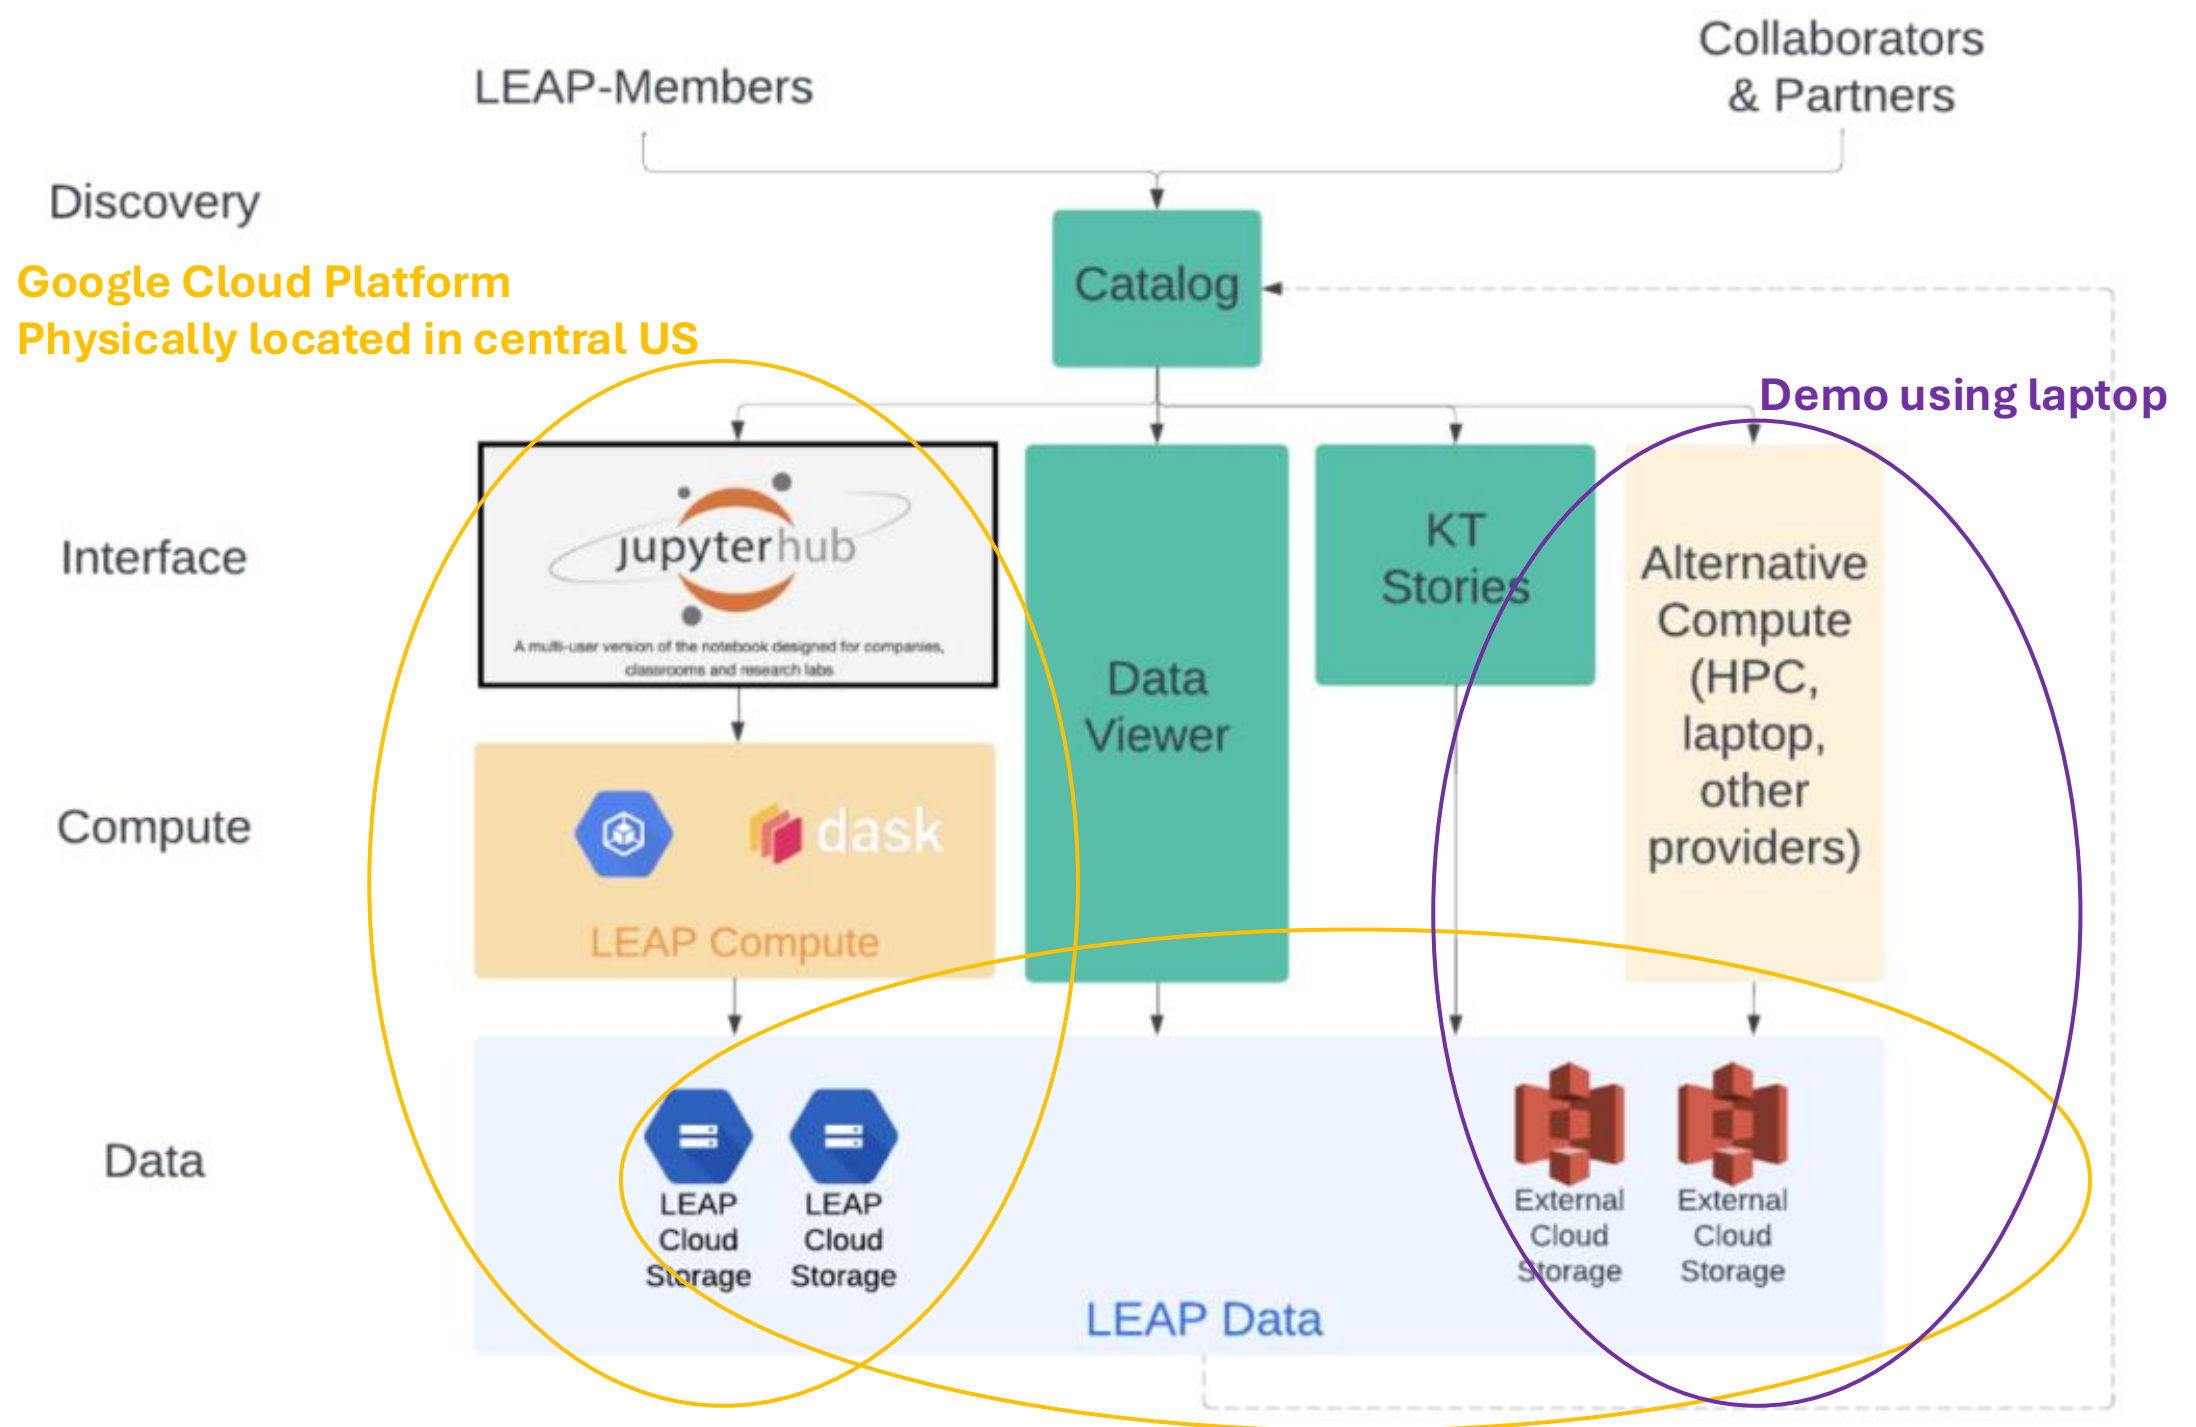 LEAP-Members
Collaborators
& Partners
Discovery
Google Cloud Platform
Physically located in central US
Catalog
Demo using laptop
Interface
jupyterhub
A multi-user version of the notebook designed for companies,
classrooms and research labs
Data
Viewer
KT
Stories
Alternative
Compute
(HPC,
laptop,
other
providers)
Compute
dask
LEAP Compute
Data
LEAP
Cloud
Storage
LEAP
Cloud
Storage
External
Cloud
Storage
External
Cloud
Storage
LEAP Data